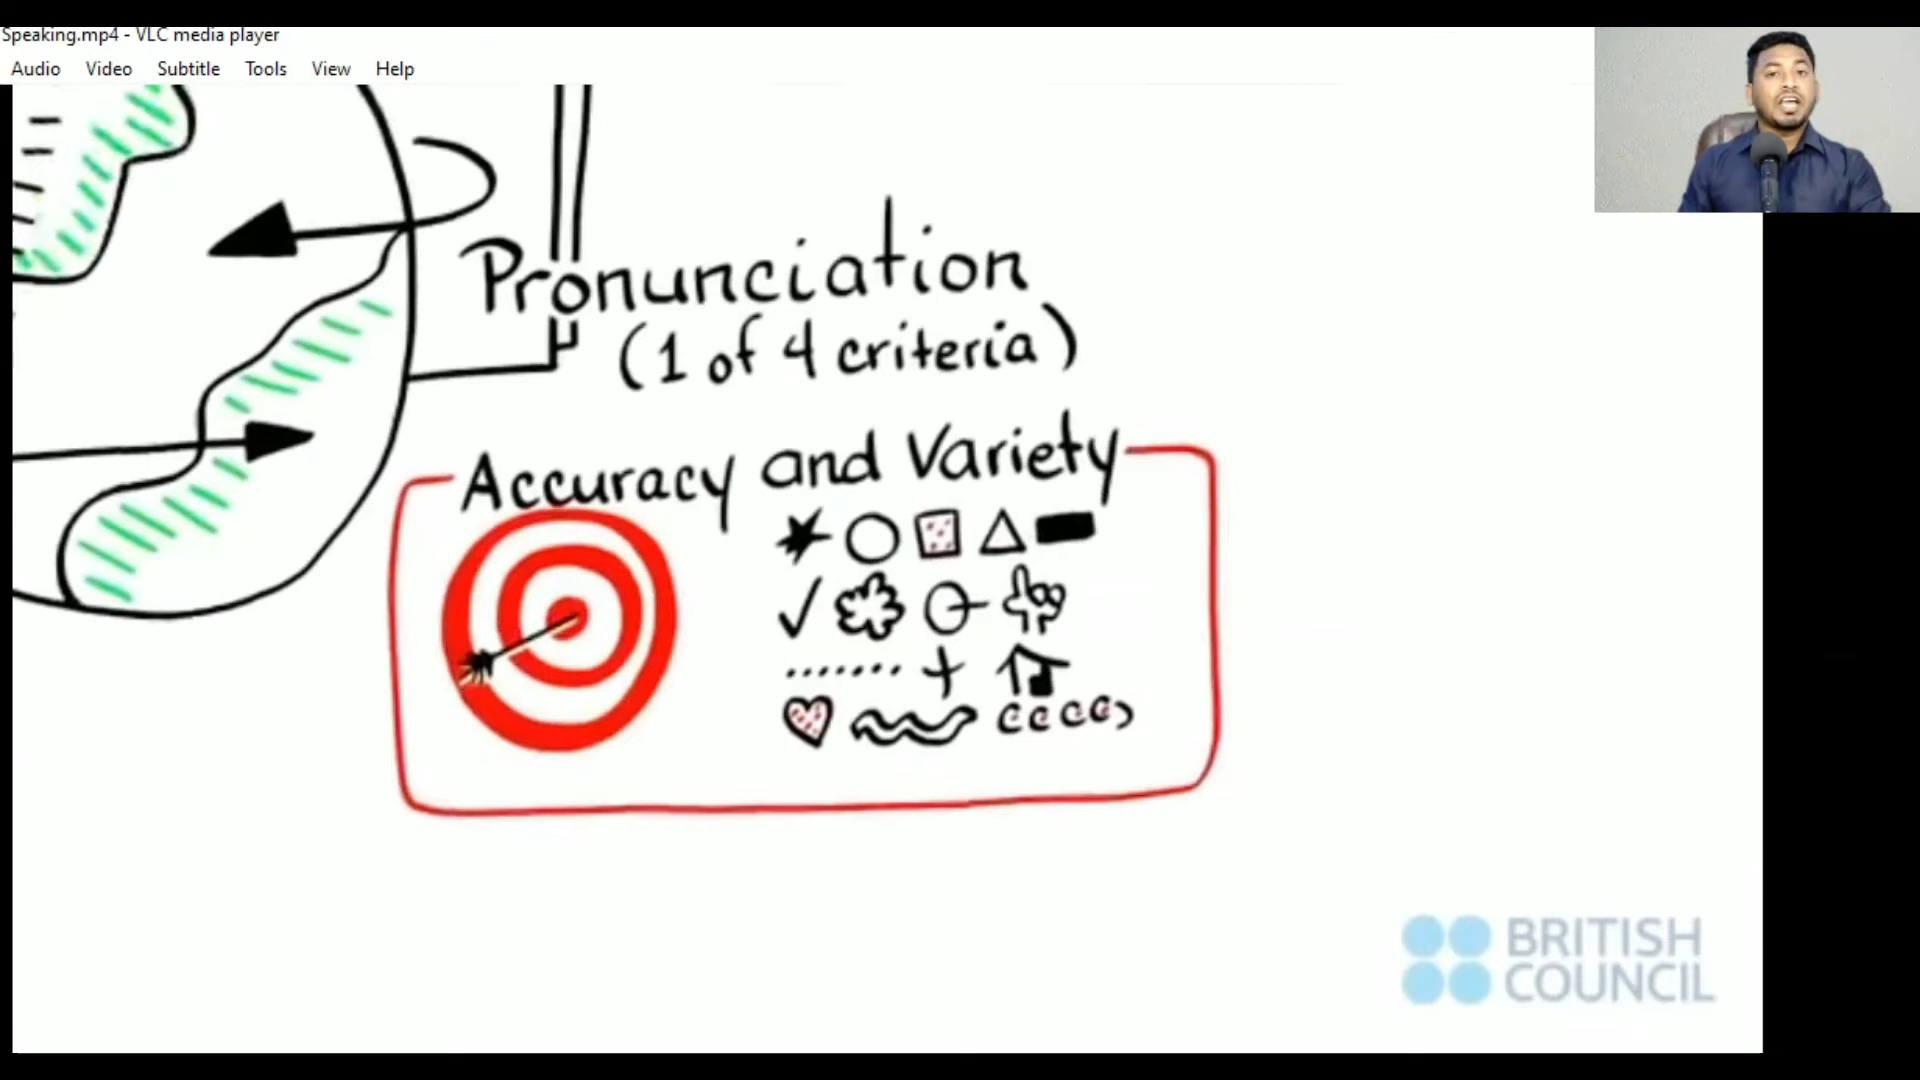 Speaking.mp4 - VLC media player
Audio Video Subtitle Tools View Help
Pronunciation
(1 of 4 criteria)
Accuracy and Variety
BRITISH
COUNCIL